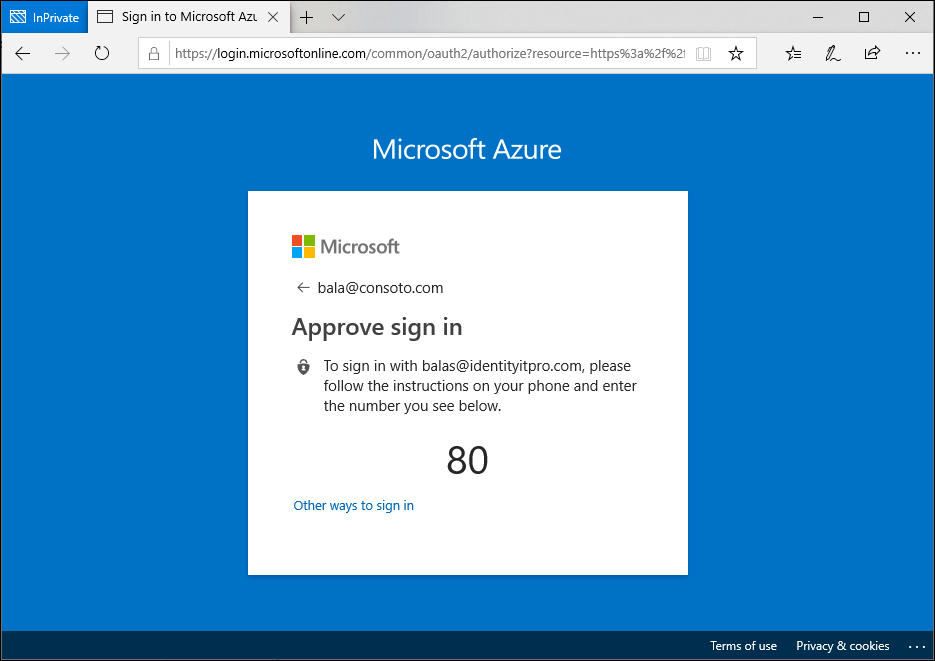 InPrivate
Sign in to Microsoft Azu
https://login.microsoftonline.com/common/oauth2/authorize?resource=https%3a%2f%2f
Microsoft Azure
Microsoft
bala@consoto.com
Approve sign in
To sign in with balas@identityitpro.com, please
follow the instructions on your phone and enter
the number you see below.
80
Other ways to sign in
Terms of use Privacy & cookies